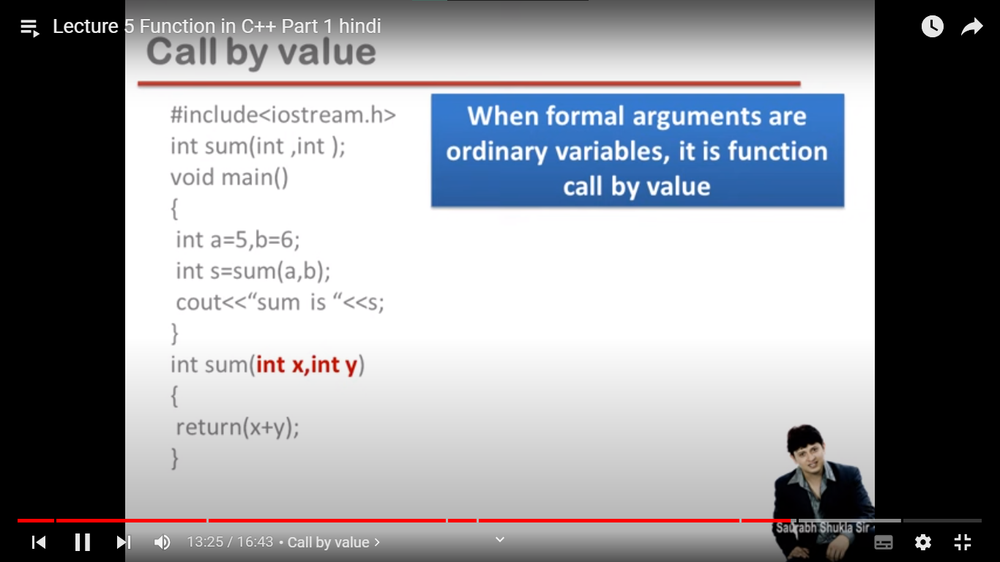 Lecture 5 Function in C++ Part 1 hindi
Call by value
#include<iostream.h>
int sum(int ,int );
void main()
{
int a=5,b=6;
int s=sum(a,b);
cout<<“sum is “<<s;
}
int sum(int x,int y)
{
return(x+y);
}
When formal arguments are
ordinary variables, it is function
call by value
Saurabh Shukla Sir
13:25 / 16:43 • Call by value